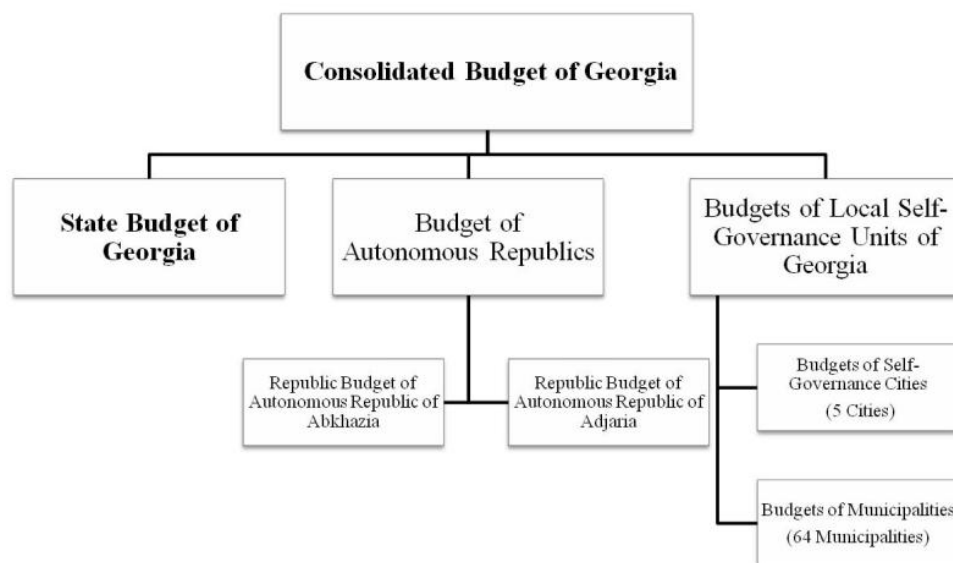 Consolidated Budget of Georgia
State Budget of
Georgia
Budget of
Autonomous Republics
Budgets of Local Self-
Governance Units of
Georgia
Republic Budget of
Autonomous Republic of
Abkhazia
Republic Budget of
Autonomous Republic of
Adjaria
Budgets of Self-
Governance Cities
(5 Cities)
Budgets of Municipalities
(64 Municipalities)